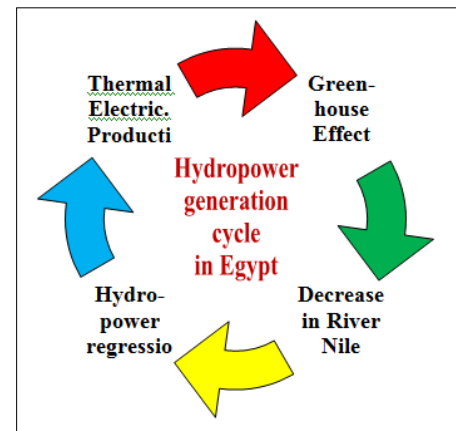 Thermal
Electric.
Producti
Green-
house
Effect
Hydropower
generation
cycle
in Egypt
Hydro-
power
regressio
Decrease
in River
Nile